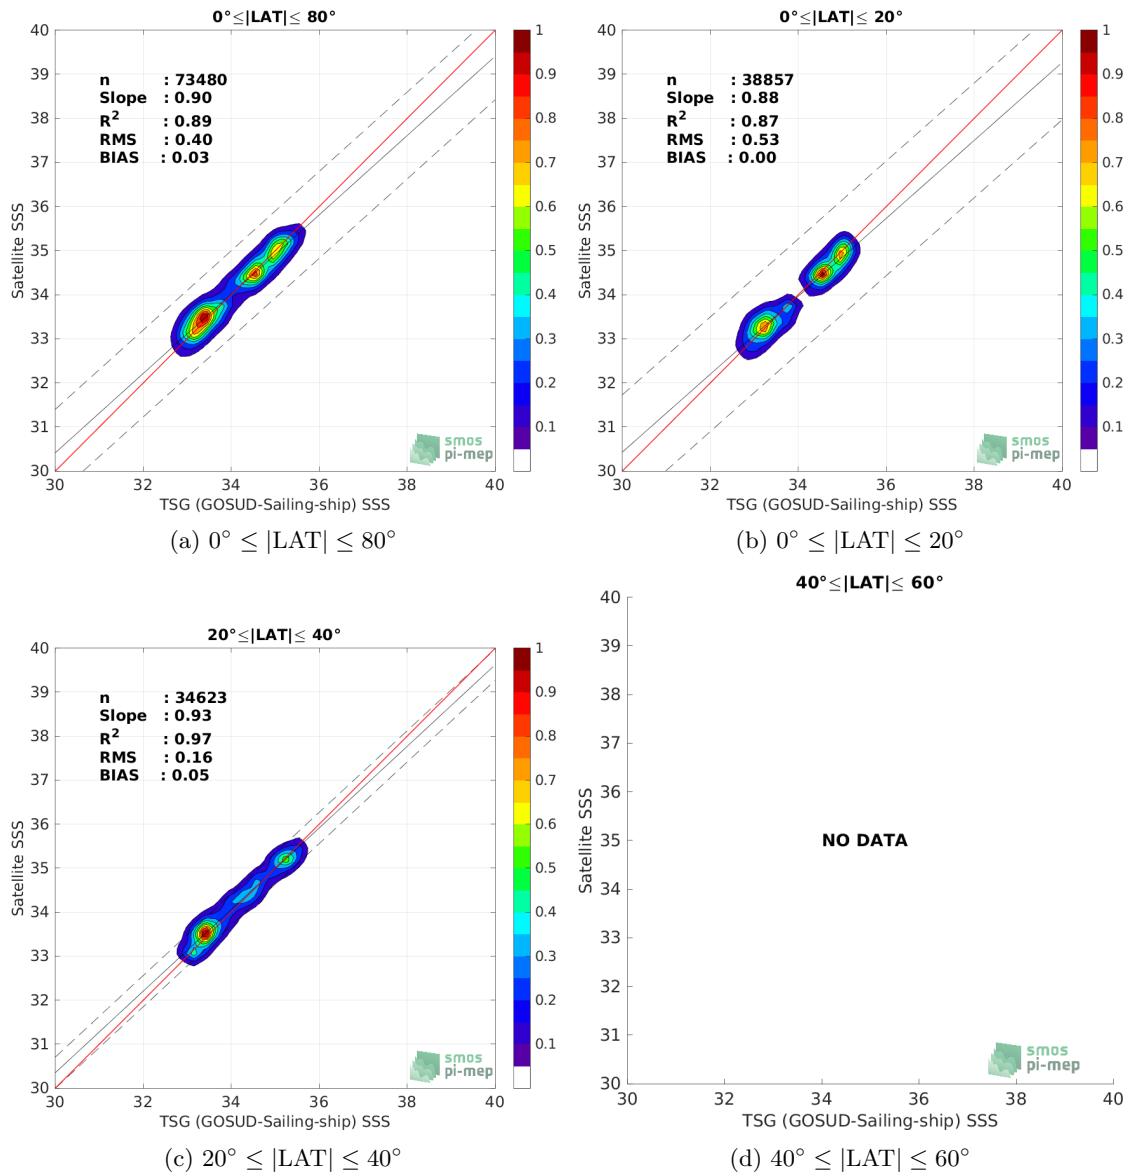 0°≤|LAT|≤ 80°
40
39
38
37
36
35
34
33
32
31
30
Satellite SSS
n : 73480
Slope : 0.90
R² : 0.89
RMS : 0.40
BIAS : 0.03
smos
pi-mep
30 32 34 36 38 40
TSG (GOSUD-Sailing-ship) SSS
1
0.9
0.8
0.7
0.6
0.5
0.4
0.3
0.2
0.1
(a) 0° ≤ |LAT| ≤ 80°
0°≤|LAT|≤ 20°
40
39
38
37
36
35
34
33
32
31
30
Satellite SSS
n : 38857
Slope : 0.88
R² : 0.87
RMS : 0.53
BIAS : 0.00
smos
pi-mep
30 32 34 36 38 40
TSG (GOSUD-Sailing-ship) SSS
1
0.9
0.8
0.7
0.6
0.5
0.4
0.3
0.2
0.1
(b) 0° ≤ |LAT| ≤ 20°
20°≤|LAT|≤ 40°
40
39
38
37
36
35
34
33
32
31
30
Satellite SSS
n : 34623
Slope : 0.93
R² : 0.97
RMS : 0.16
BIAS : 0.05
smos
pi-mep
30 32 34 36 38 40
TSG (GOSUD-Sailing-ship) SSS
1
0.9
0.8
0.7
0.6
0.5
0.4
0.3
0.2
0.1
(c) 20° ≤ |LAT| ≤ 40°
40°≤|LAT|≤ 60°
40
39
38
37
36
35
34
33
32
31
30
Satellite SSS
NO DATA
smos
pi-mep
30 32 34 36 38 40
TSG (GOSUD-Sailing-ship) SSS
(d) 40° ≤ |LAT| ≤ 60°